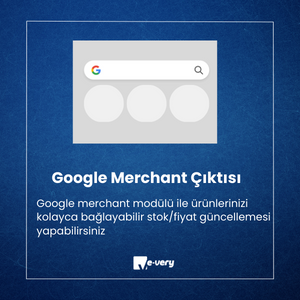 Google Merchant Çıktısı
Google merchant modülü ile ürünlerinizi
kolayca bağlayabilir stok/fiyat güncellemesi
yapabilirsiniz
e-very